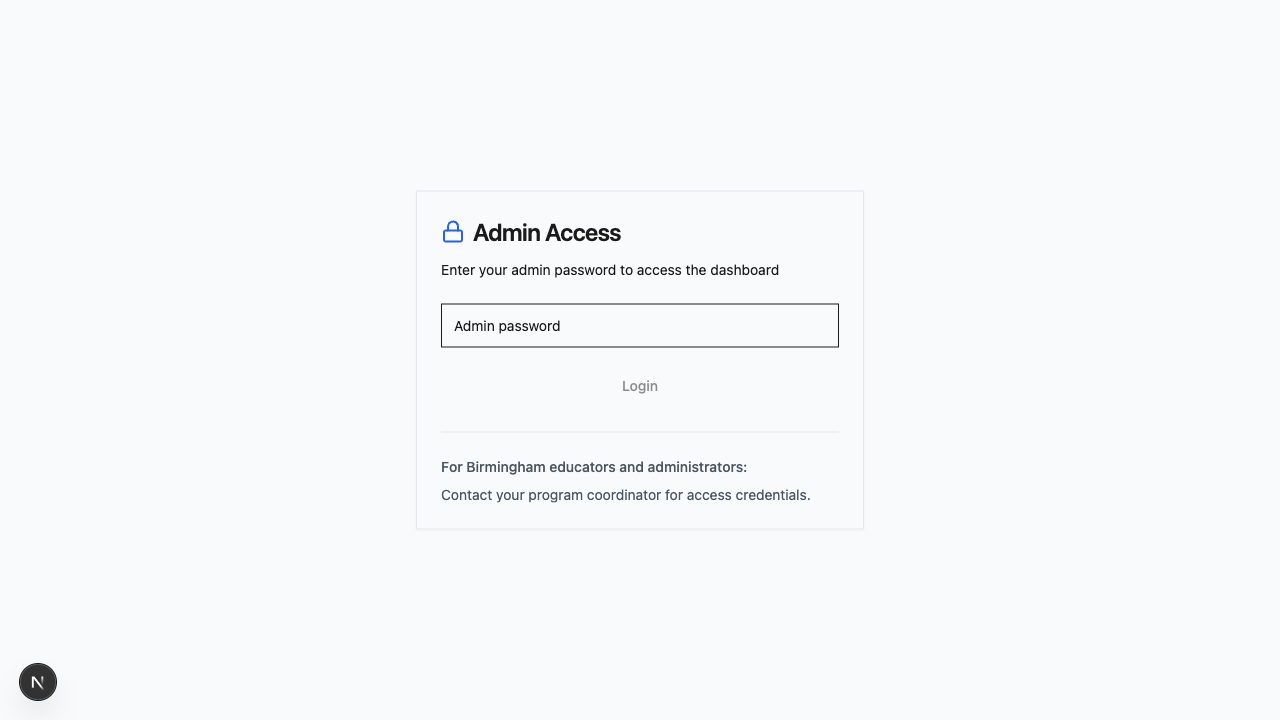 Admin Access
Enter your admin password to access the dashboard
Admin password
Login
For Birmingham educators and administrators:
Contact your program coordinator for access credentials.
N